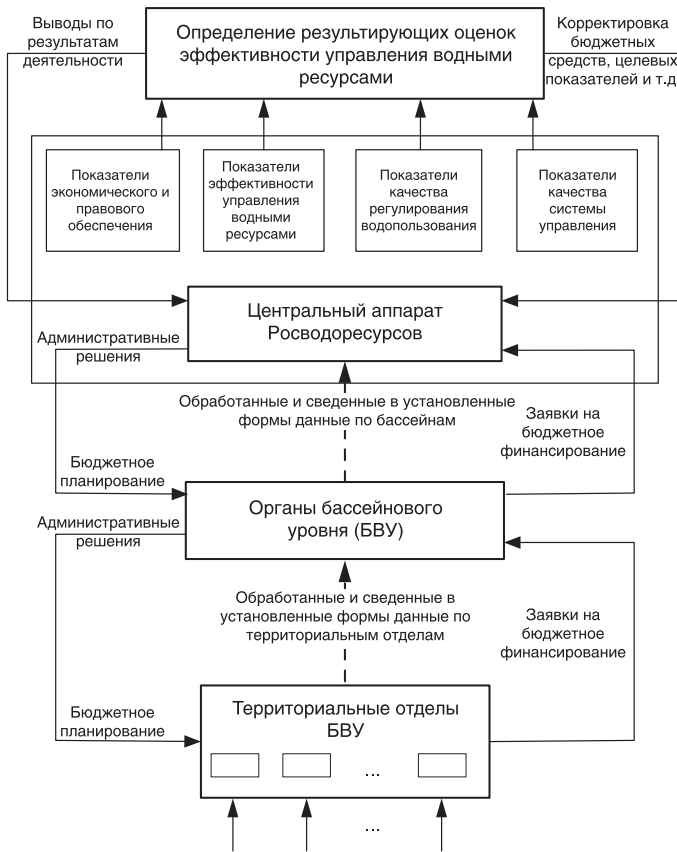 Выводы по
результатам
деятельности
Определение результирующих оценок
эффективности управления водными
ресурсами
Корректировка
бюджетных
средств, целевых
показателей и т.д
Показатели
экономического и
правового
обеспечения
Показатели
эффективности
управления
водными
ресурсами
Показатели
качества
регулирования
водопользования
Показатели
качества
системы
управления
Центральный аппарат
Росводоресурсов
Административные
решения
Обработанные и сведенные в установленные
формы данные по бассейнам
Заявки на
бюджетное
финансирование
Бюджетное
планирование
Органы бассейнового
уровня (БВУ)
Административные
решения
Обработанные и сведенные в
установленные формы данные по
территориальным отделам
Заявки на
бюджетное
финансирование
Бюджетное
планирование
Территориальные отделы
БВУ
...
...